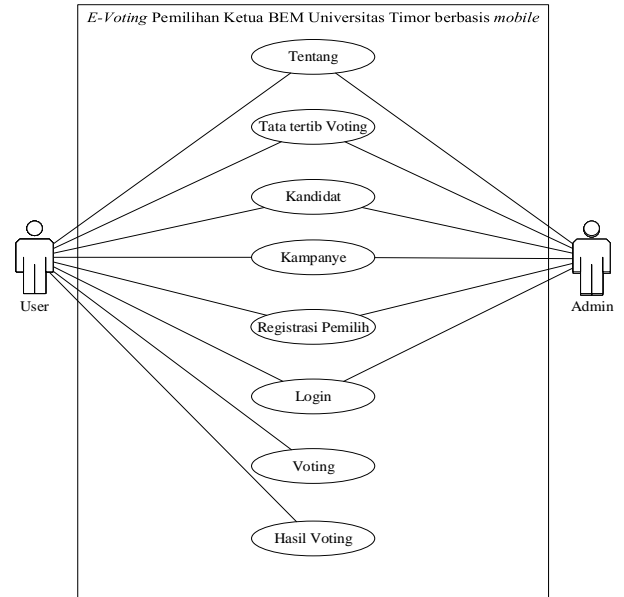 E-Voting Pemilihan Ketua BEM Universitas Timor berbasis mobile
Tentang
Tata tertib Voting
Kandidat
Kampanye
User
Admin
Registrasi Pemilih
Login
Voting
Hasil Voting